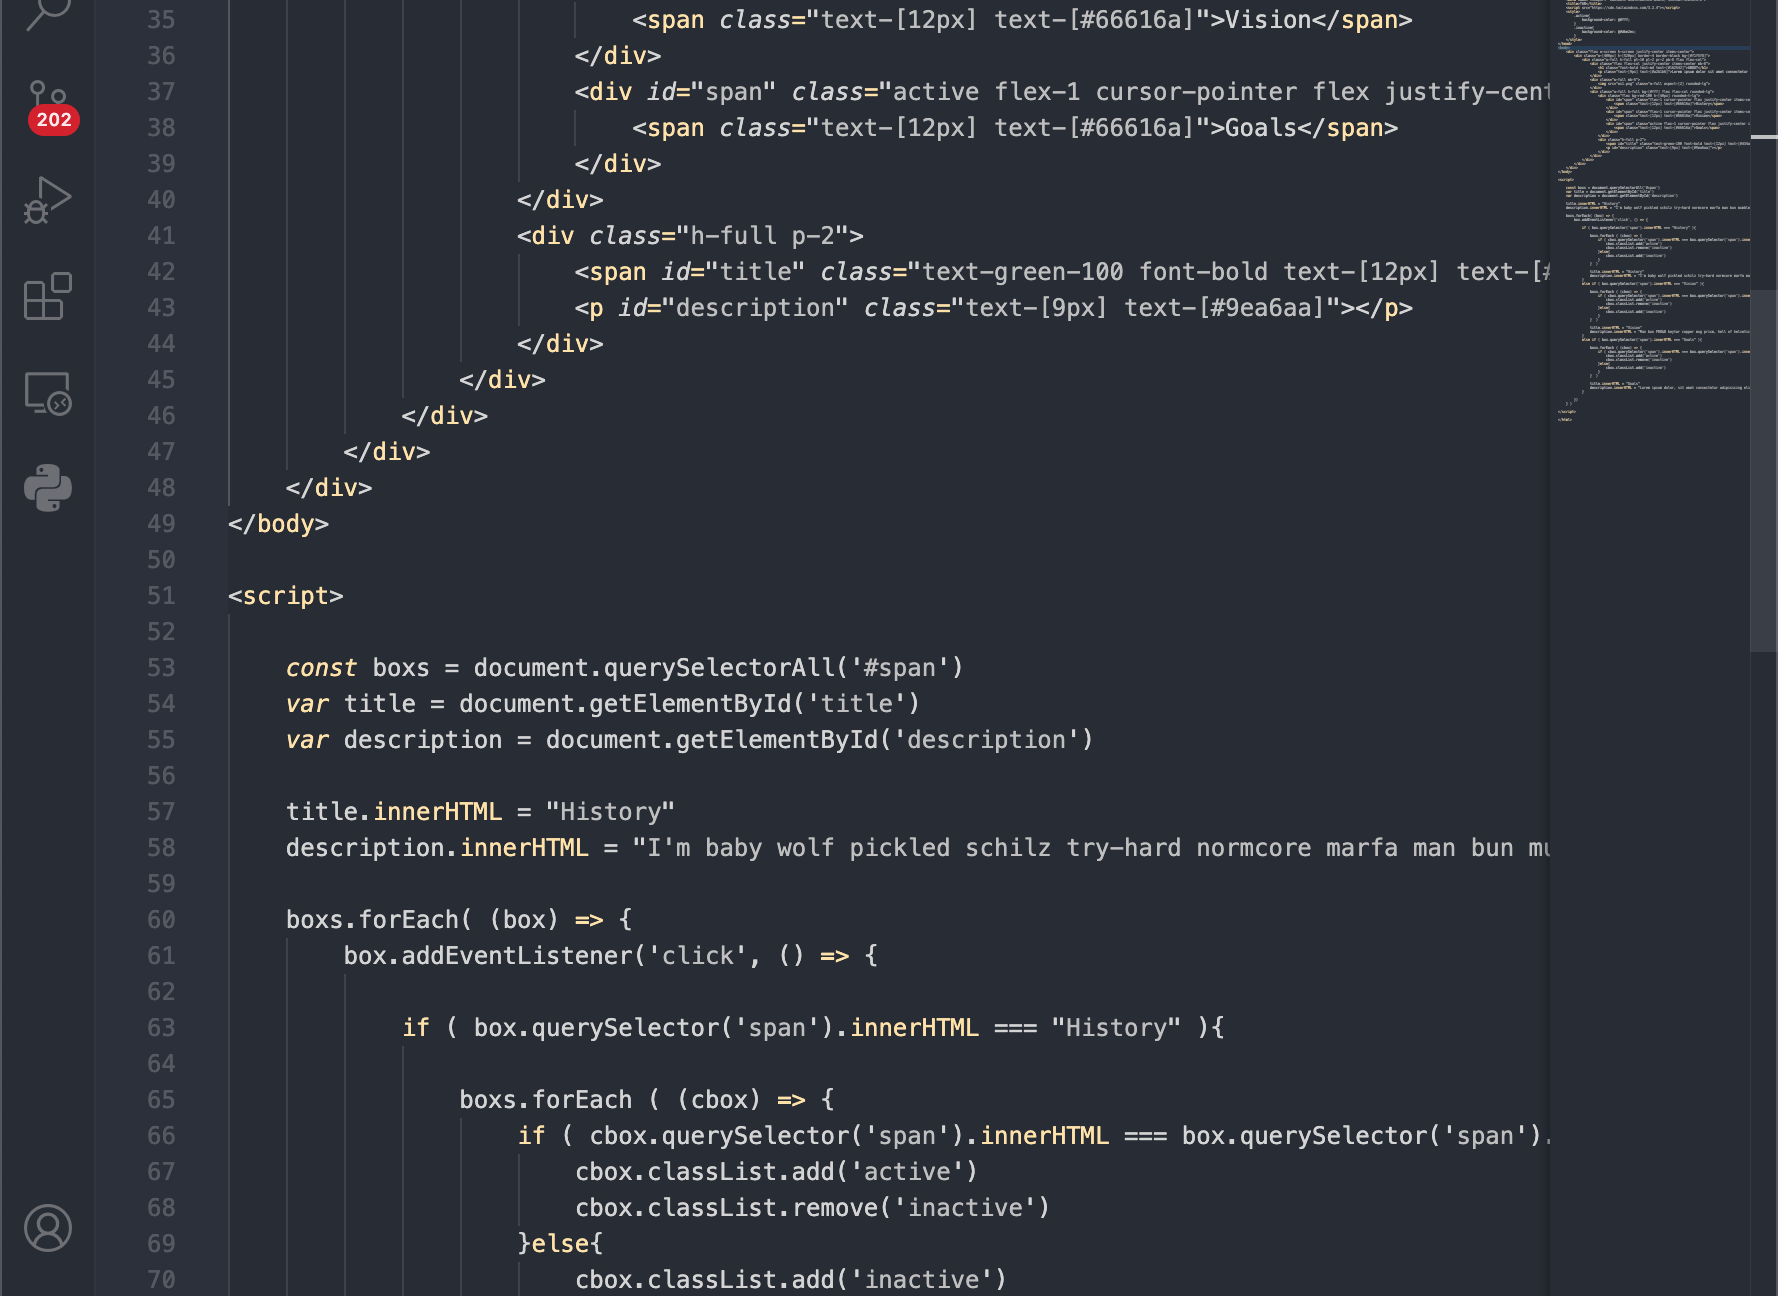 35 <span class="text-[12px] text-[#66616a]">Vision</span>
36 </div>
37 <div id="span" class="active flex-1 cursor-pointer flex justify-cent
38 <span class="text-[12px] text-[#66616a]">Goals</span>
39 </div>
40 </div>
41 <div class="h-full p-2">
42 <span id="title" class="text-green-100 font-bold text-[12px] text-[#
43 <p id="description" class="text-[9px] text-[#9ea6aa]"></p>
44 </div>
45 </div>
46 </div>
47 </div>
48 </div>
49 </body>
50
51 <script>
52
53 const boxs = document.querySelectorAll('#span')
54 var title = document.getElementById('title')
55 var description = document.getElementById('description')
56
57 title.innerHTML = "History"
58 description.innerHTML = "I'm baby wolf pickled schilz try-hard normcore marfa man bun mu
59
60 boxs.forEach( (box) => {
61 box.addEventListener('click', () => {
62
63 if ( box.querySelector('span').innerHTML === "History" ){
64
65 boxs.forEach ( (cbox) => {
66 if ( cbox.querySelector('span').innerHTML === box.querySelector('span').
67 cbox.classList.add('active')
68 cbox.classList.remove('inactive')
69 }else{
70 cbox.classList.add('inactive')
202